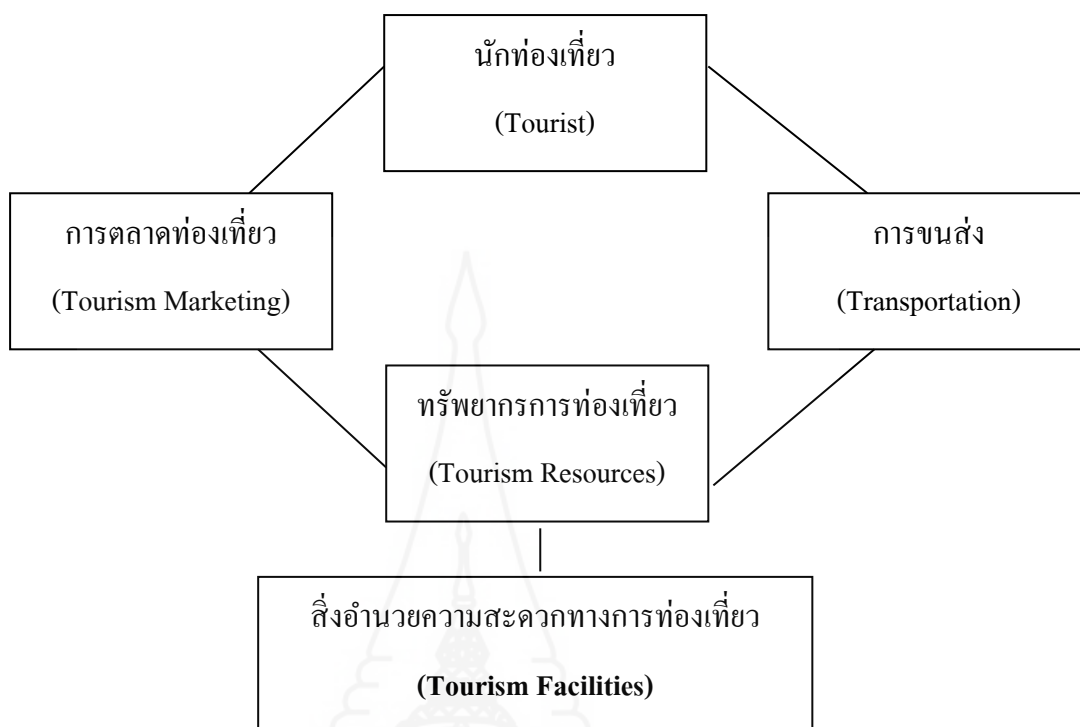 นักท่องเที่ยว
(Tourist)
การตลาดท่องเที่ยว
(Tourism Marketing)
การขนส่ง
(Transportation)
ทรัพยากรการท่องเที่ยว
(Tourism Resources)
สิ่งอำนวยความสะดวกทางการท่องเที่ยว
(Tourism Facilities)